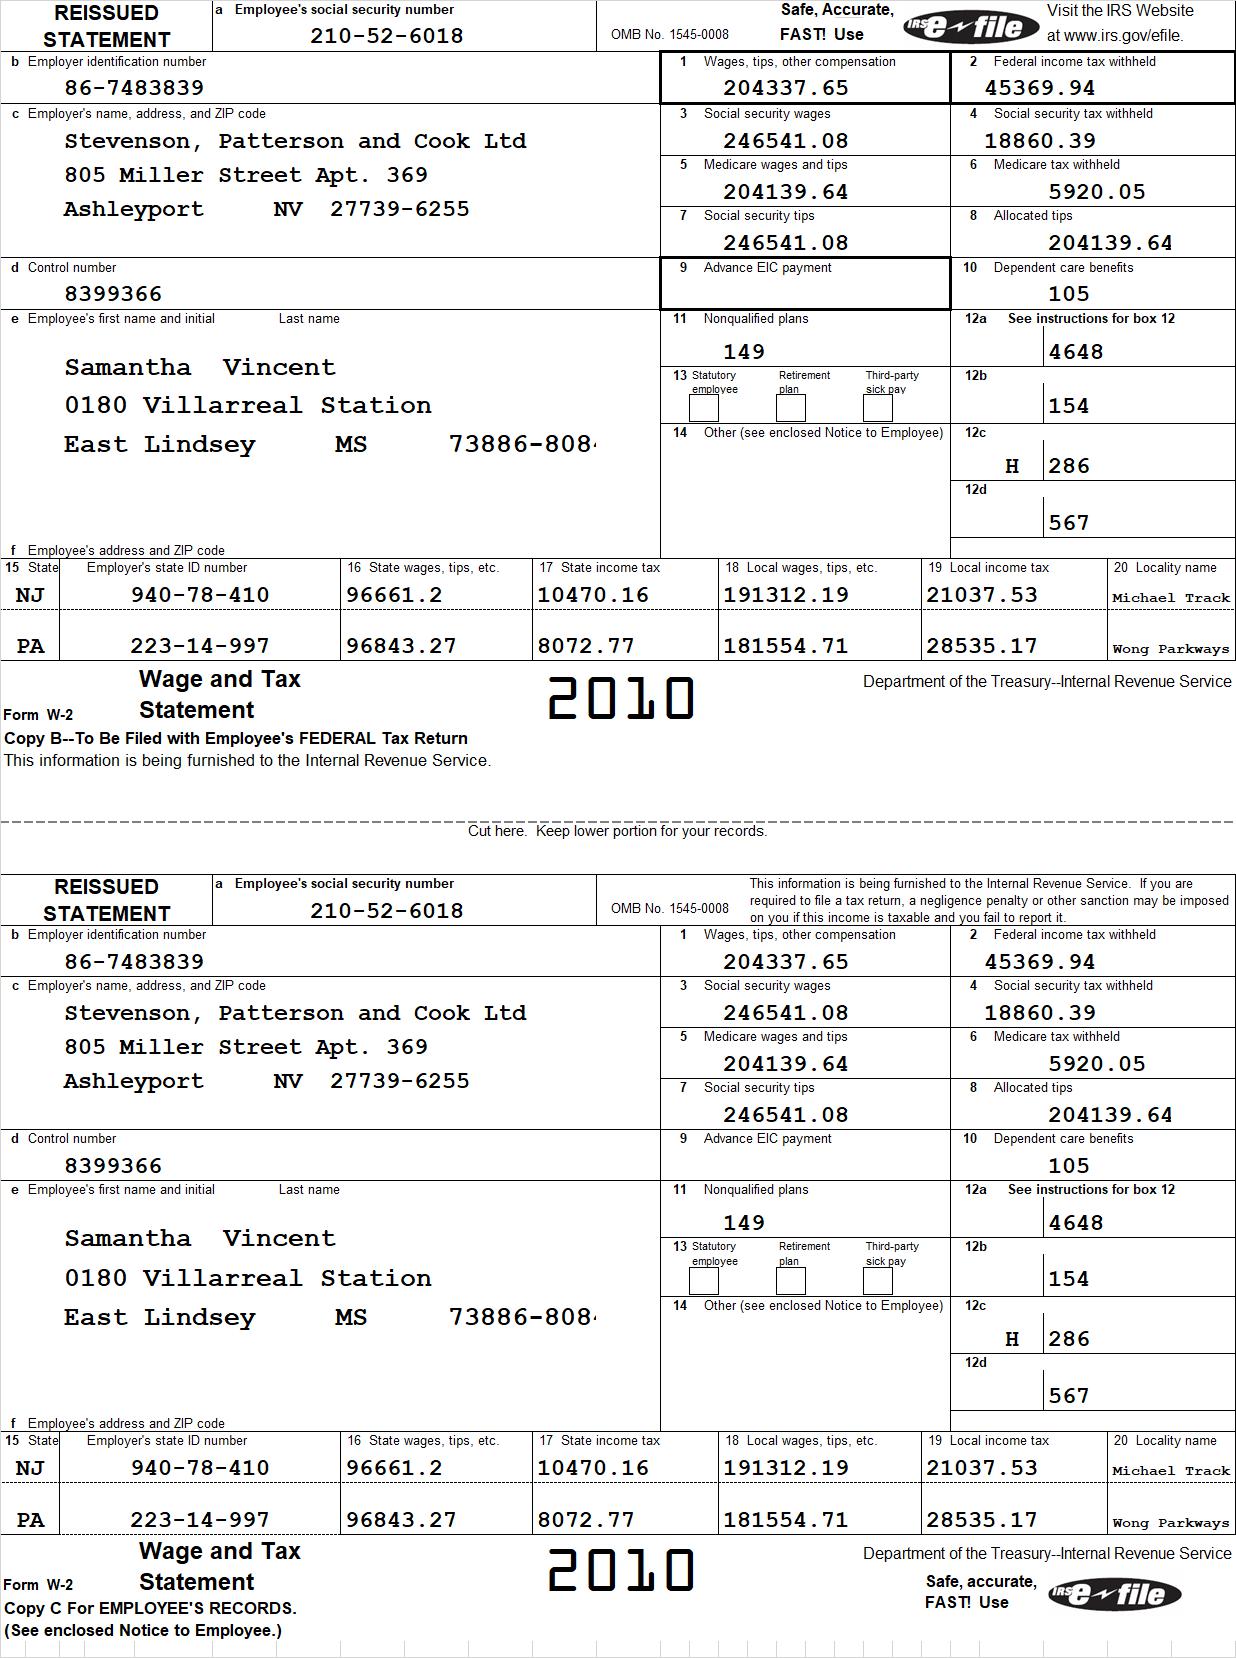 REISSUED STATEMENT
a Employee's social security number
210-52-6018
OMB No. 1545-0008
Safe, Accurate, FAST! Use
IRS e-file
Visit the IRS Website at www.irs.gov/efile.
b Employer identification number
86-7483839
1 Wages, tips, other compensation
204337.65
2 Federal income tax withheld
45369.94
c Employer's name, address, and ZIP code
Stevenson, Patterson and Cook Ltd
805 Miller Street Apt. 369
Ashleyport NV 27739-6255
3 Social security wages
246541.08
4 Social security tax withheld
18860.39
5 Medicare wages and tips
204139.64
6 Medicare tax withheld
5920.05
7 Social security tips
246541.08
8 Allocated tips
204139.64
d Control number
8399366
9 Advance EIC payment
10 Dependent care benefits
105
e Employee's first name and initial Last name
Samantha Vincent
0180 Villarreal Station
East Lindsey MS 73886-808
11 Nonqualified plans
149
12a See instructions for box 12
4648
13 Statutory employee Retirement plan Third-party sick pay
12b
154
14 Other (see enclosed Notice to Employee)
12c
H 286
12d
567
f Employee's address and ZIP code
15 State Employer's state ID number 16 State wages, tips, etc. 17 State income tax 18 Local wages, tips, etc. 19 Local income tax 20 Locality name
NJ 940-78-410 96661.2 10470.16 191312.19 21037.53 Michael Track
PA 223-14-997 96843.27 8072.77 181554.71 28535.17 Wong Parkways
Form W-2 Wage and Tax Statement
2010
Department of the Treasury--Internal Revenue Service
Copy B--To Be Filed with Employee's FEDERAL Tax Return
This information is being furnished to the Internal Revenue Service.
Cut here. Keep lower portion for your records.
REISSUED STATEMENT
a Employee's social security number
210-52-6018
OMB No. 1545-0008
This information is being furnished to the Internal Revenue Service. If you are
required to file a tax return, a negligence penalty or other sanction may be imposed
on you if this income is taxable and you fail to report it.
b Employer identification number
86-7483839
1 Wages, tips, other compensation
204337.65
2 Federal income tax withheld
45369.94
c Employer's name, address, and ZIP code
Stevenson, Patterson and Cook Ltd
805 Miller Street Apt. 369
Ashleyport NV 27739-6255
3 Social security wages
246541.08
4 Social security tax withheld
18860.39
5 Medicare wages and tips
204139.64
6 Medicare tax withheld
5920.05
7 Social security tips
246541.08
8 Allocated tips
204139.64
d Control number
8399366
9 Advance EIC payment
10 Dependent care benefits
105
e Employee's first name and initial Last name
Samantha Vincent
0180 Villarreal Station
East Lindsey MS 73886-808
11 Nonqualified plans
149
12a See instructions for box 12
4648
13 Statutory employee Retirement plan Third-party sick pay
12b
154
14 Other (see enclosed Notice to Employee)
12c
H 286
12d
567
f Employee's address and ZIP code
15 State Employer's state ID number 16 State wages, tips, etc. 17 State income tax 18 Local wages, tips, etc. 19 Local income tax 20 Locality name
NJ 940-78-410 96661.2 10470.16 191312.19 21037.53 Michael Track
PA 223-14-997 96843.27 8072.77 181554.71 28535.17 Wong Parkways
Form W-2 Wage and Tax Statement
2010
Department of the Treasury--Internal Revenue Service
Safe, accurate, FAST! Use
IRS e-file
Copy C For EMPLOYEE'S RECORDS.
(See enclosed Notice to Employee.)